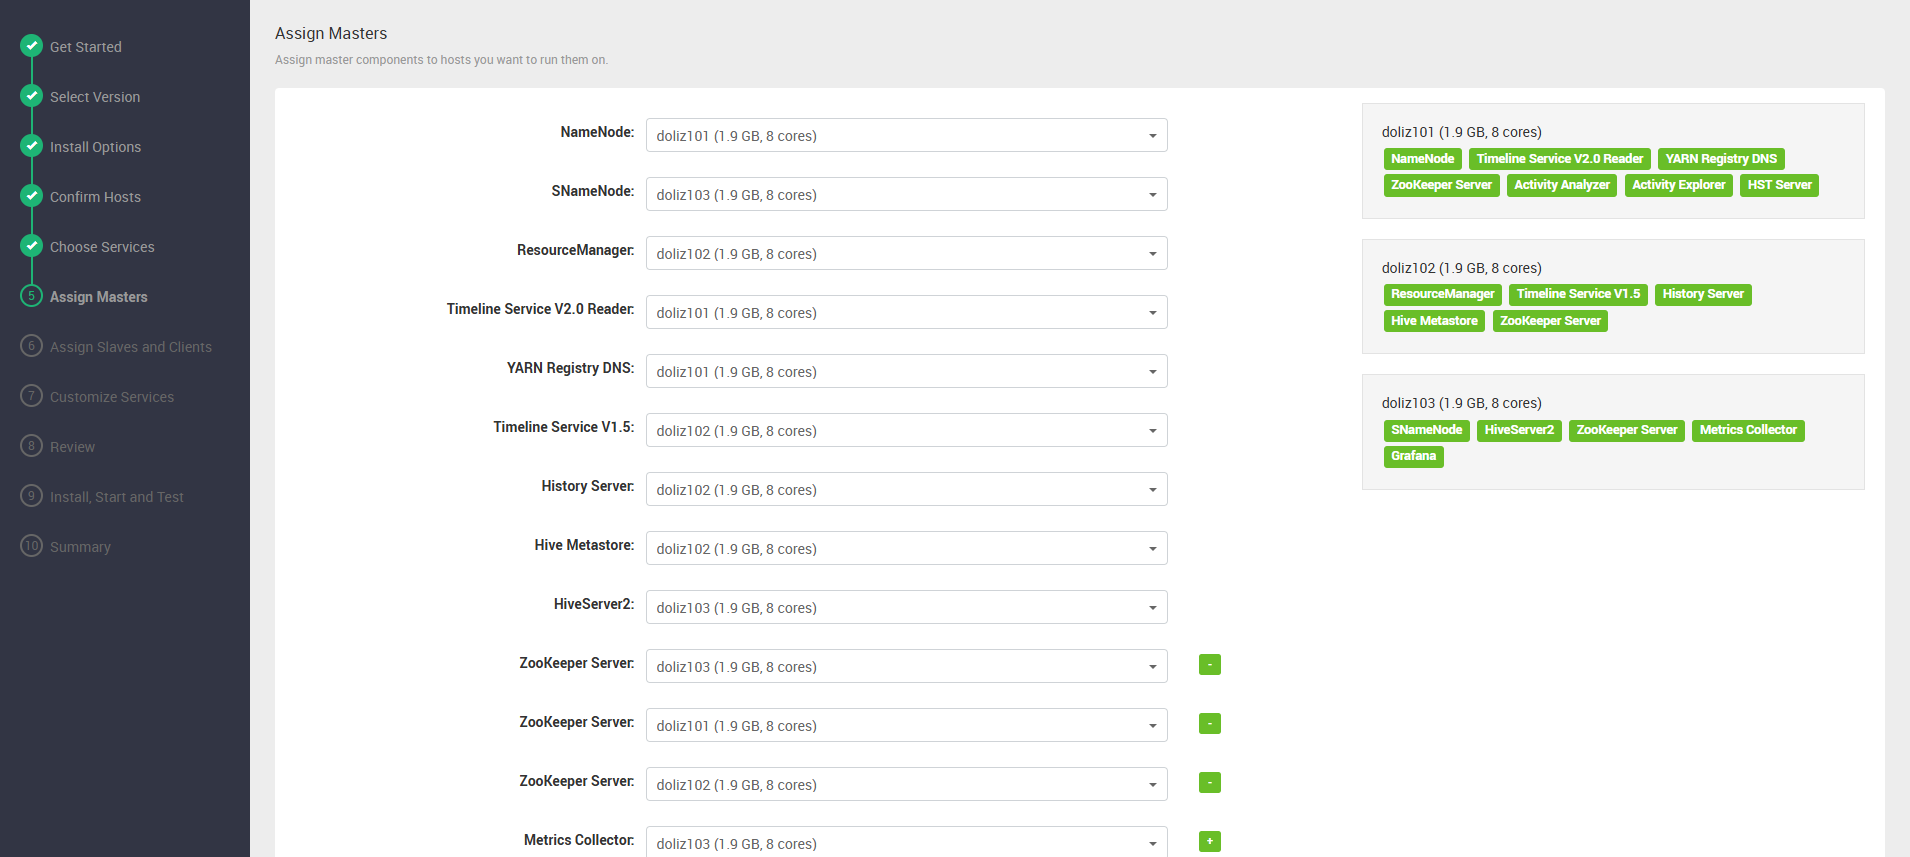 Get Started
Select Version
Install Options
Confirm Hosts
Choose Services
5 Assign Masters
6 Assign Slaves and Clients
7 Customize Services
8 Review
9 Install, Start and Test
10 Summary
Assign Masters
Assign master components to hosts you want to run them on.
NameNode: doliz101 (1.9 GB, 8 cores)
SNameNode: doliz103 (1.9 GB, 8 cores)
ResourceManager: doliz102 (1.9 GB, 8 cores)
Timeline Service V2.0 Reader: doliz101 (1.9 GB, 8 cores)
YARN Registry DNS: doliz101 (1.9 GB, 8 cores)
Timeline Service V1.5: doliz102 (1.9 GB, 8 cores)
History Server: doliz102 (1.9 GB, 8 cores)
Hive Metastore: doliz102 (1.9 GB, 8 cores)
HiveServer2: doliz103 (1.9 GB, 8 cores)
ZooKeeper Server: doliz103 (1.9 GB, 8 cores) -
ZooKeeper Server: doliz101 (1.9 GB, 8 cores) -
ZooKeeper Server: doliz102 (1.9 GB, 8 cores) -
Metrics Collector: doliz103 (1.9 GB, 8 cores) +
doliz101 (1.9 GB, 8 cores)
NameNode Timeline Service V2.0 Reader YARN Registry DNS
ZooKeeper Server Activity Analyzer Activity Explorer HST Server
doliz102 (1.9 GB, 8 cores)
ResourceManager Timeline Service V1.5 History Server
Hive Metastore ZooKeeper Server
doliz103 (1.9 GB, 8 cores)
SNameNode HiveServer2 ZooKeeper Server Metrics Collector
Grafana